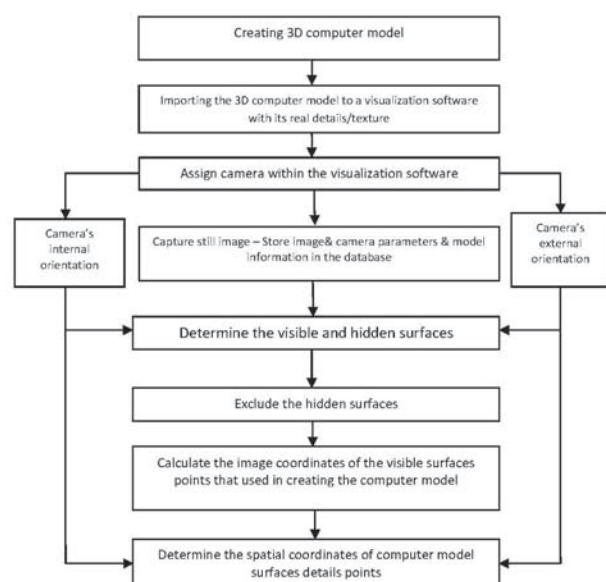 Creating 3D computer model
Importing the 3D computer model to a visualization software
with its real details/texture
Assign camera within the visualization software
Camera's
internal
orientation
Capture still image – Store image& camera parameters & model
information in the database
Camera's
external
orientation
Determine the visible and hidden surfaces
Exclude the hidden surfaces
Calculate the image coordinates of the visible surfaces
points that used in creating the computer model
Determine the spatial coordinates of computer model
surfaces details points